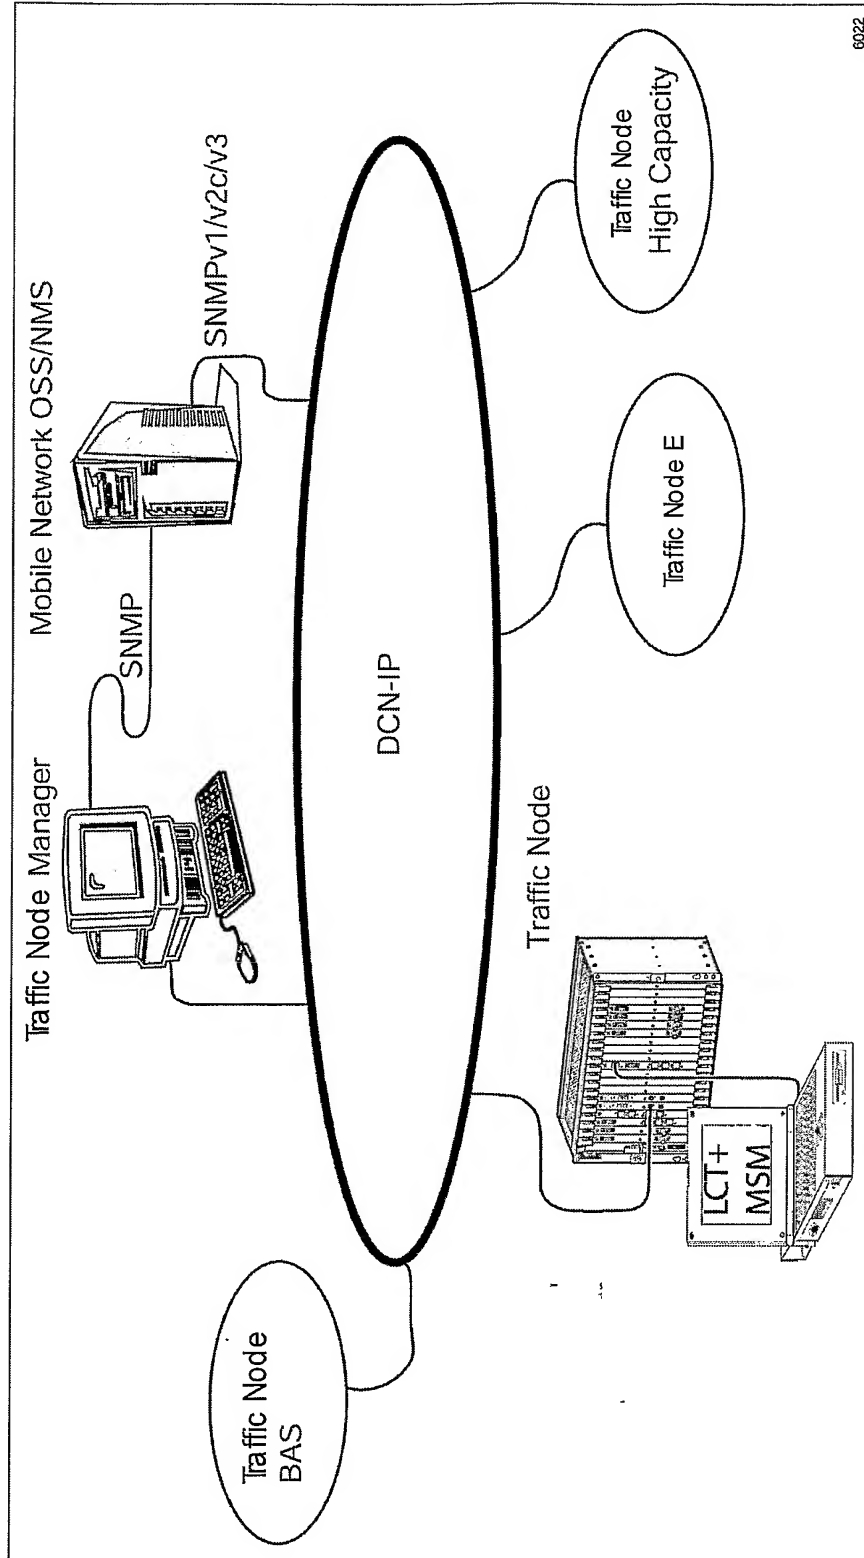 Traffic Node Manager
Mobile Network OSS/NMS
SNMP
SNMPv1/v2c/v3
DCN-IP
Traffic Node
BAS
Traffic Node
LCT+
MSM
Traffic Node E
Traffic Node
High Capacity
6022